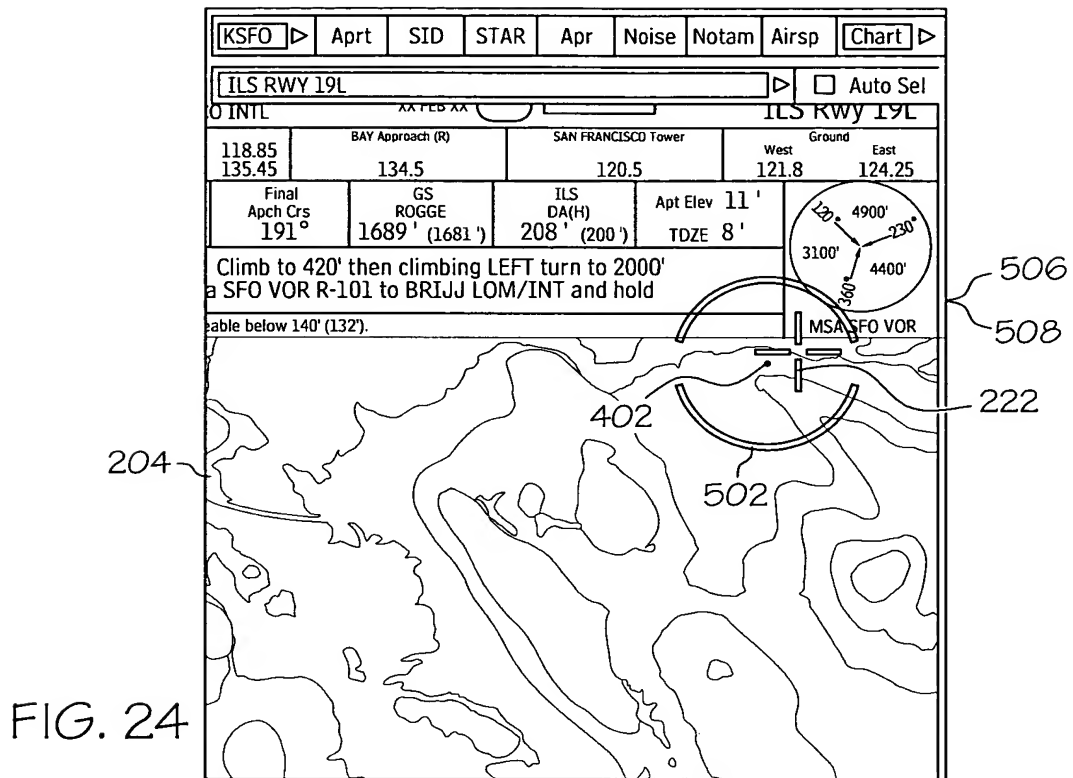 KSFO Aprt SID STAR Apr Noise Notam Airsp Chart
ILS RWY 19L Auto Sel
O INTL XX FEB XX ILS Rwy 19L
118.85
135.45
BAY Approach (R)
134.5
SAN FRANCISCO Tower
120.5
Ground
West East
121.8 124.25
Final
Apch Crs
191°
GS
ROGGE
1689' (1681')
ILS
DA(H)
208' (200')
Apt Elev 11'
TDZE 8'
120° 4900' 230°
3100' 4400'
360°
MSA SFO VOR
Climb to 420' then climbing LEFT turn to 2000'
a SFO VOR R-101 to BRIJJ LOM/INT and hold
eable below 140' (132').
506
508
402
222
204
502
FIG. 24